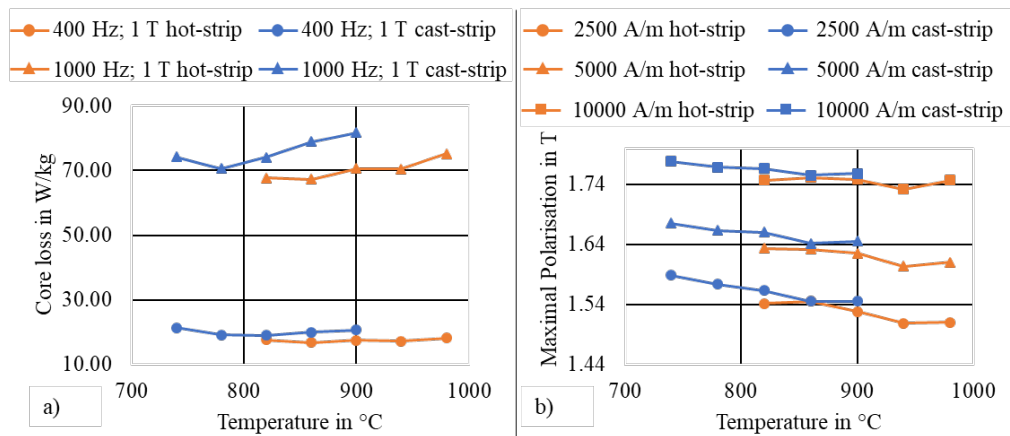 400 Hz; 1 T hot-strip 400 Hz; 1 T cast-strip
1000 Hz; 1 T hot-strip 1000 Hz; 1 T cast-strip
90.00
70.00
50.00
30.00
10.00
Core loss in W/kg
700 800 900 1000
Temperature in °C
a)
2500 A/m hot-strip 2500 A/m cast-strip
5000 A/m hot-strip 5000 A/m cast-strip
10000 A/m hot-strip 10000 A/m cast-strip
1.74
1.64
1.54
1.44
Maximal Polarisation in T
700 800 900 1000
Temperature in °C
b)